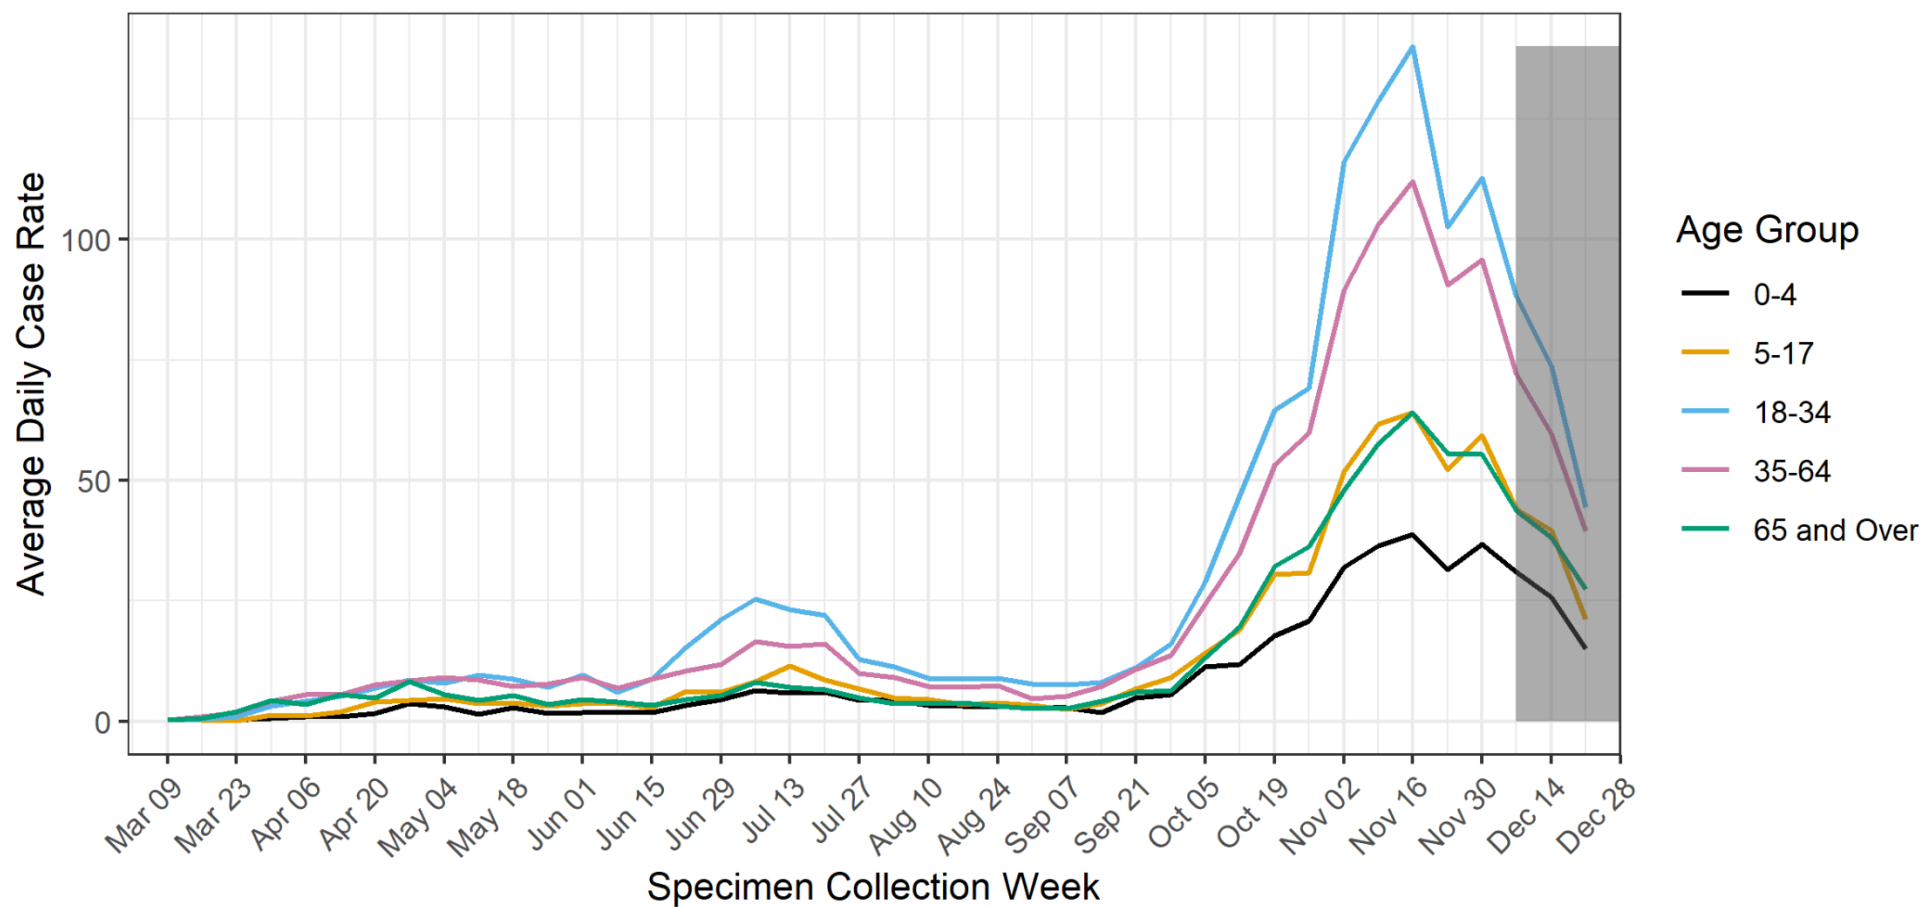 Average Daily Case Rate
100
50
0
Mar 09
Mar 23
Apr 06
Apr 20
May 04
May 18
Jun 01
Jun 15
Jun 29
Jul 13
Jul 27
Aug 10
Aug 24
Sep 07
Sep 21
Oct 05
Oct 19
Nov 02
Nov 16
Nov 30
Dec 14
Dec 28
Specimen Collection Week
Age Group
0-4
5-17
18-34
35-64
65 and Over